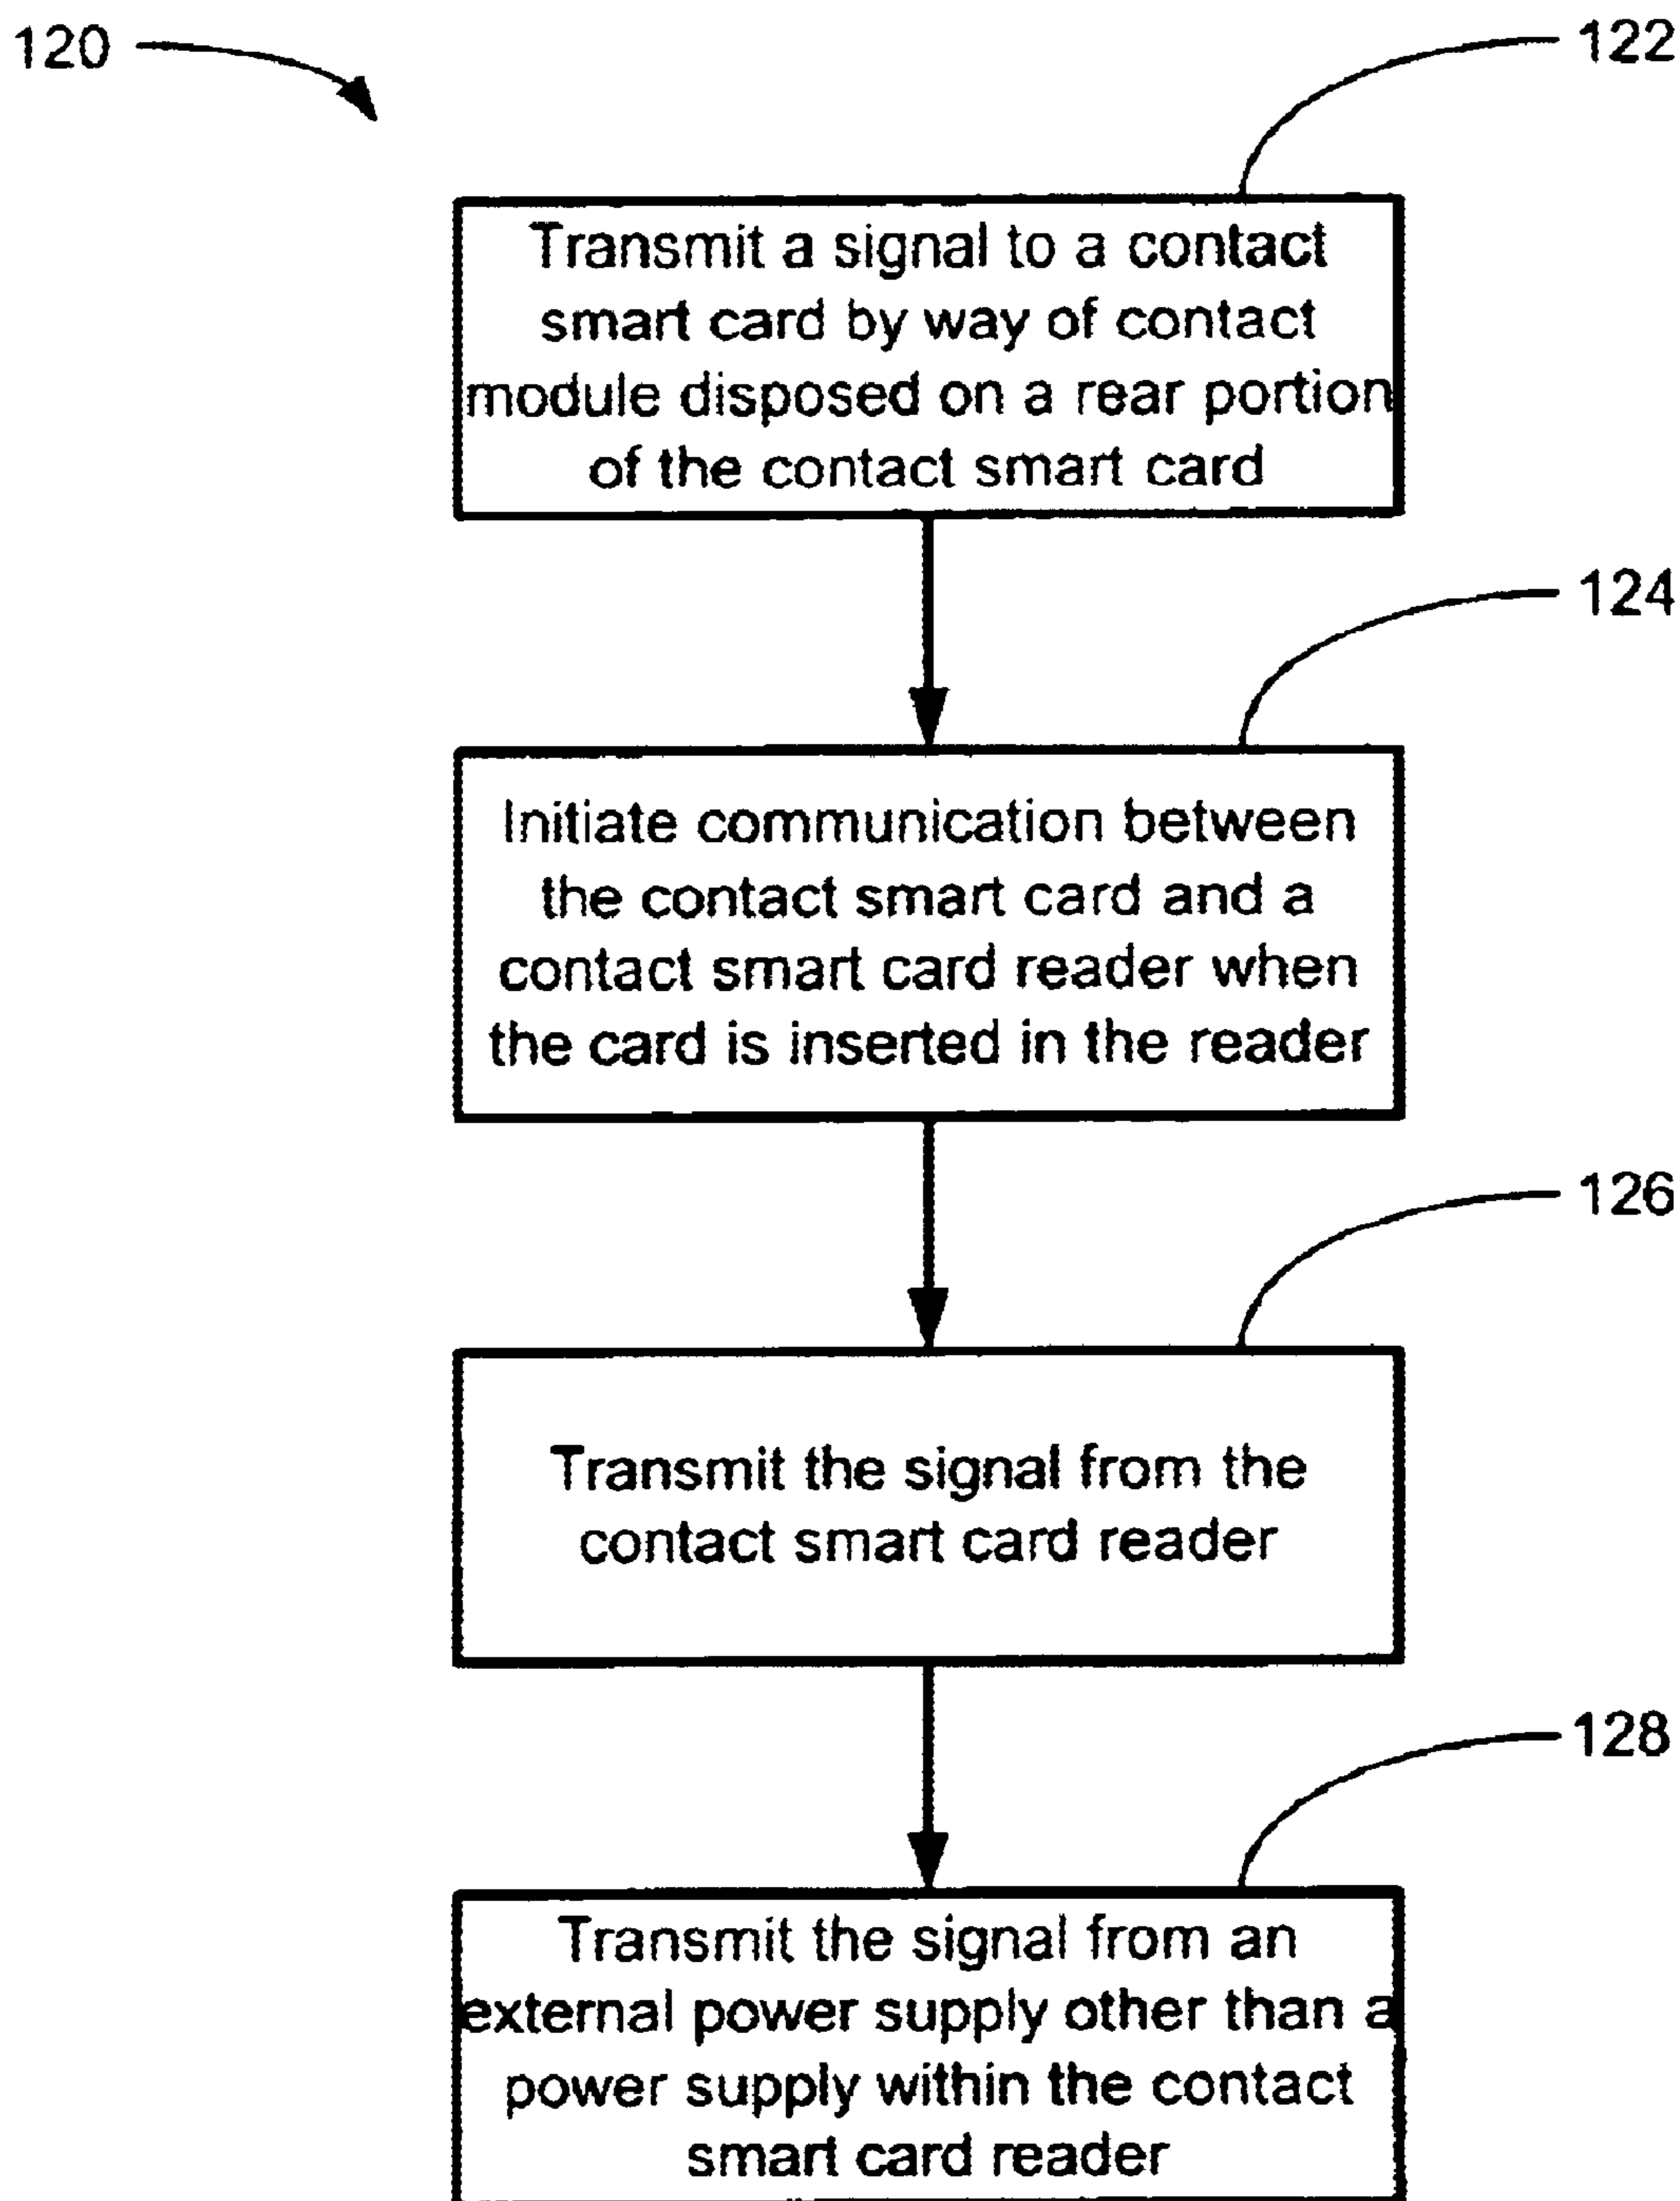 120
122
Transmit a signal to a contact
smart card by way of contact
module disposed on a rear portion
of the contact smart card
124
Initiate communication between
the contact smart card and a
contact smart card reader when
the card is inserted in the reader
126
Transmit the signal from the
contact smart card reader
128
Transmit the signal from an
external power supply other than a
power supply within the contact
smart card reader